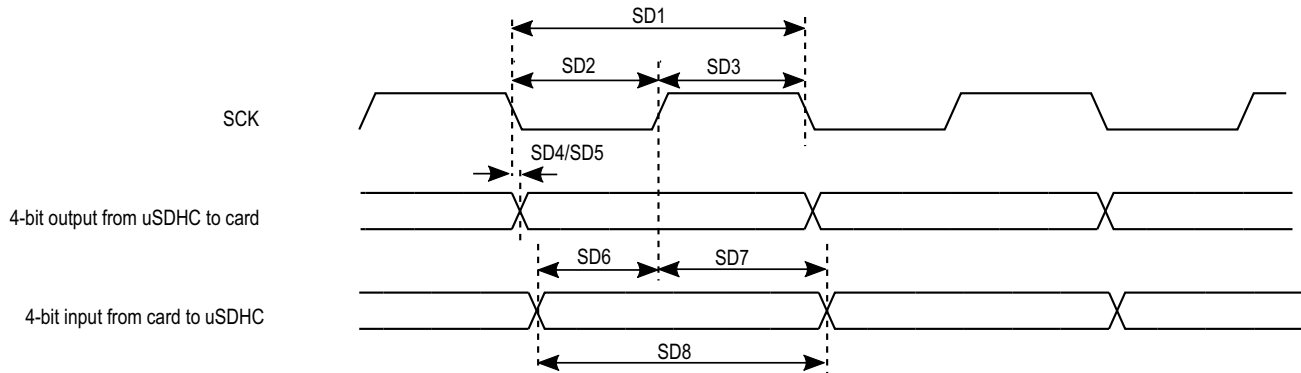 SD1
SD2
SD3
SCK
SD4/SD5
4-bit output from uSDHC to card
SD6
SD7
4-bit input from card to uSDHC
SD8